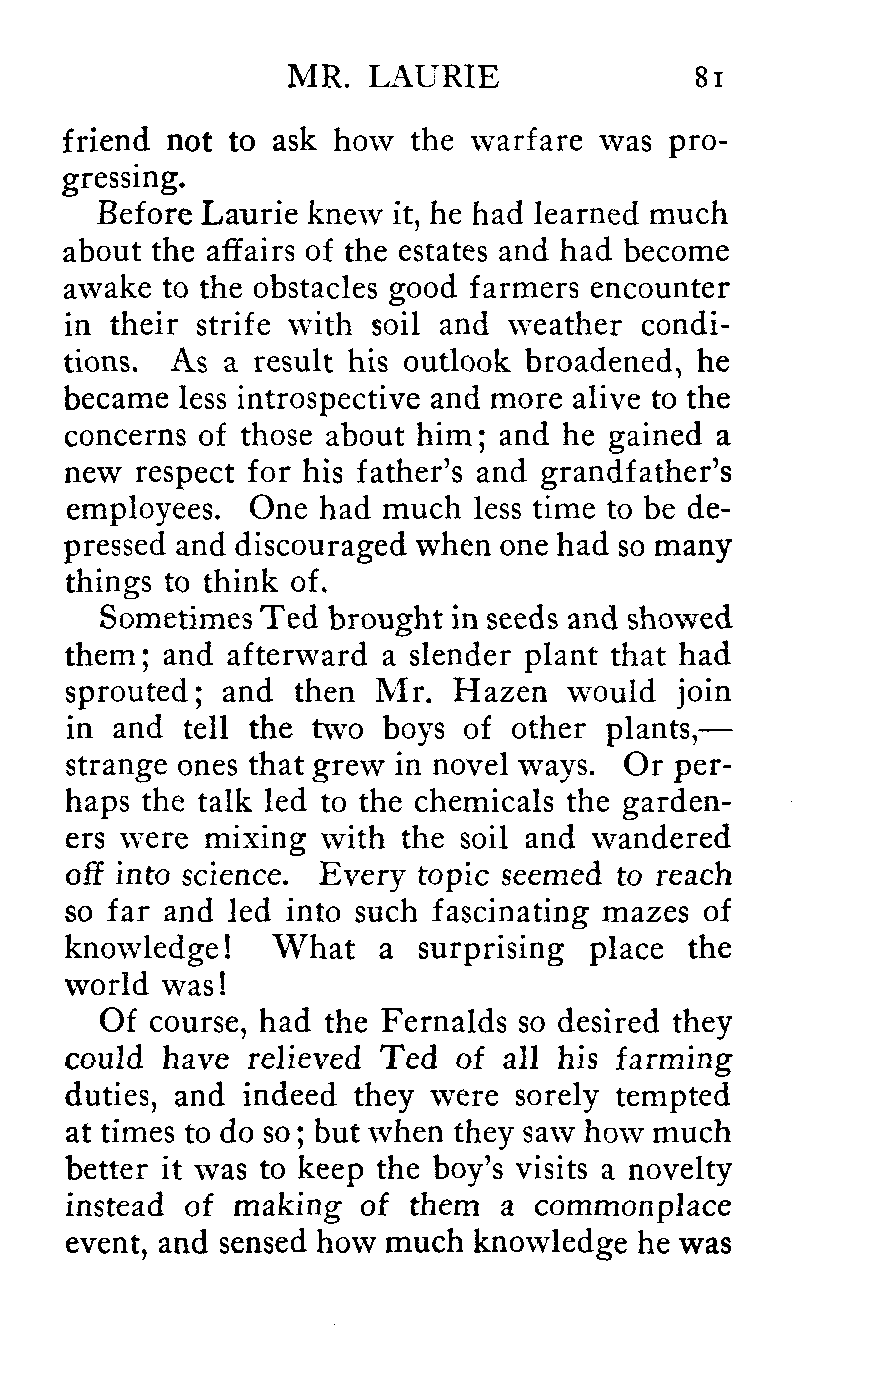 MR. LAURIE 81
friend not to ask how the warfare was pro-
gressing.
Before Laurie knew it, he had learned much
about the affairs of the estates and had become
awake to the obstacles good farmers encounter
in their strife with soil and weather condi-
tions. As a result his outlook broadened, he
became less introspective and more alive to the
concerns of those about him; and he gained a
new respect for his father's and grandfather's
employees. One had much less time to be de-
pressed and discouraged when one had so many
things to think of.
Sometimes Ted brought in seeds and showed
them; and afterward a slender plant that had
sprouted; and then Mr. Hazen would join
in and tell the two boys of other plants,—
strange ones that grew in novel ways. Or per-
haps the talk led to the chemicals the garden-
ers were mixing with the soil and wandered
off into science. Every topic seemed to reach
so far and led into such fascinating mazes of
knowledge! What a surprising place the
world was!
Of course, had the Fernalds so desired they
could have relieved Ted of all his farming
duties, and indeed they were sorely tempted
at times to do so; but when they saw how much
better it was to keep the boy's visits a novelty
instead of making of them a commonplace
event, and sensed how much knowledge he was